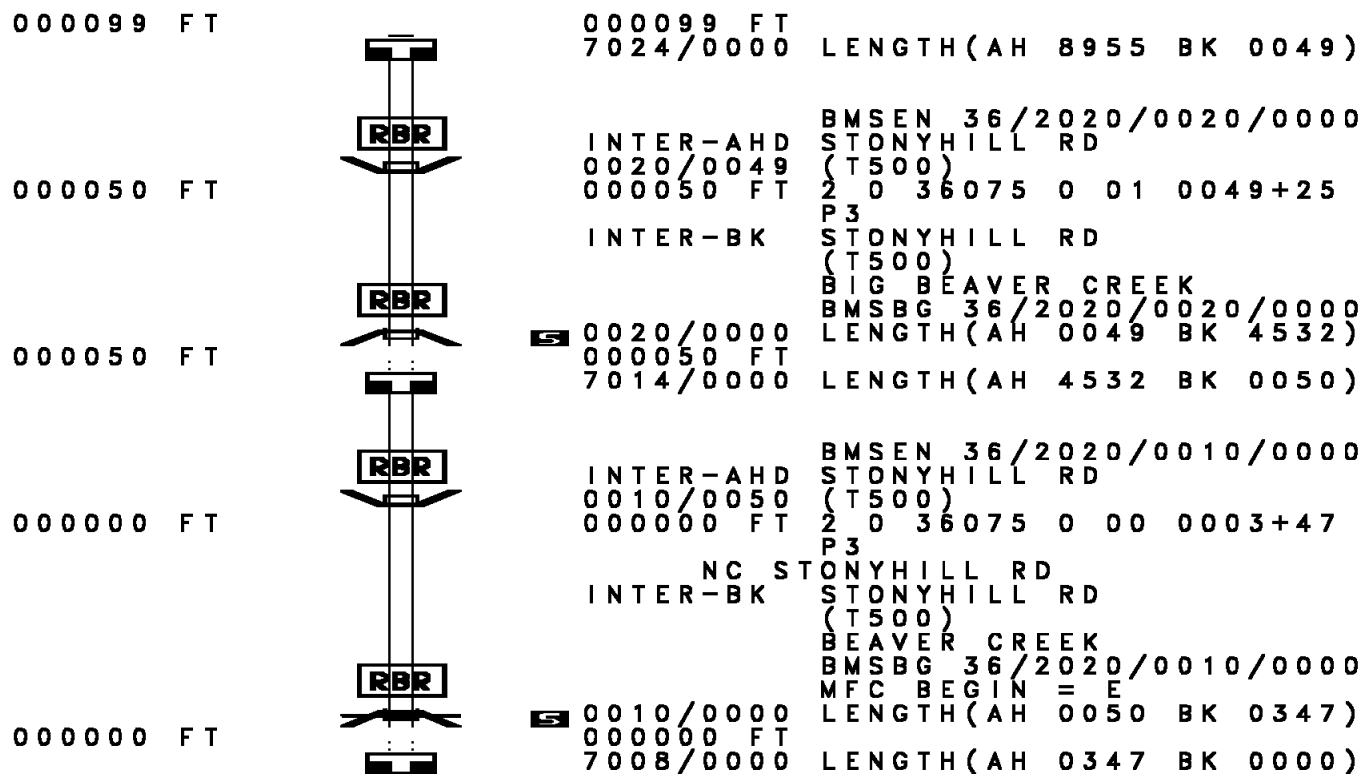 000099 FT 000099 FT
7024/0000 LENGTH(AH 8955 BK 0049)
BMSEN 36/2020/0020/0000
RBR
INTER-AHD STONYHILL RD
0020/0049 (T500)
000050 FT 000050 FT 2 0 36075 0 01 0049+25
P3
INTER-BK STONYHILL RD
(T500)
BIG BEAVER CREEK
RBR
BMSBG 36/2020/0020/0000
S 0020/0000 LENGTH(AH 0049 BK 4532)
000050 FT 000050 FT
7014/0000 LENGTH(AH 4532 BK 0050)
BMSEN 36/2020/0010/0000
RBR
INTER-AHD STONYHILL RD
0010/0050 (T500)
000000 FT 000000 FT 2 0 36075 0 00 0003+47
P3
NC STONYHILL RD
INTER-BK STONYHILL RD
(T500)
BEAVER CREEK
BMSBG 36/2020/0010/0000
RBR
MFC BEGIN = E
S 0010/0000 LENGTH(AH 0050 BK 0347)
000000 FT 000000 FT
7008/0000 LENGTH(AH 0347 BK 0000)